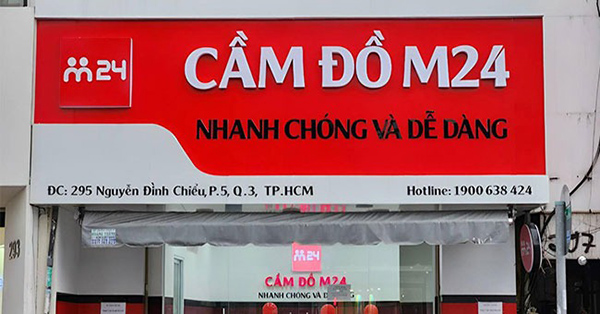 m24
CẦM ĐỒ M24
NHANH CHÓNG VÀ DỄ DÀNG
ĐC: 295 Nguyễn Đình Chiểu, P.5, Q.3, TP.HCM
Hotline: 1900 638 424
293
m24
CẦM ĐỒ M24
NHANH CHÓNG VÀ DỄ DÀNG